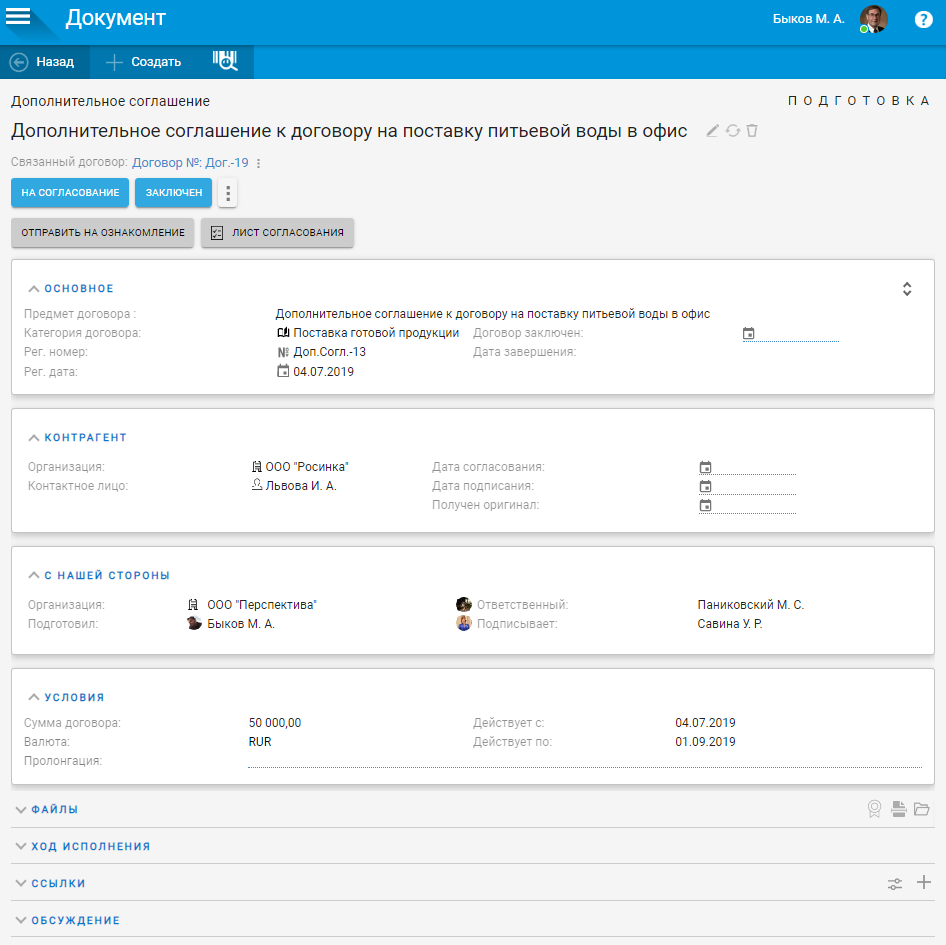 Документ
Быков М. А.
Назад
Создать
Дополнительное соглашение
ПОДГОТОВКА
Дополнительное соглашение к договору на поставку питьевой воды в офис
Связанный договор: Договор №: Дог.-19
НА СОГЛАСОВАНИЕ
ЗАКЛЮЧЕН
ОТПРАВИТЬ НА ОЗНАКОМЛЕНИЕ
ЛИСТ СОГЛАСОВАНИЯ
ОСНОВНОЕ
Предмет договора : Дополнительное соглашение к договору на поставку питьевой воды в офис
Категория договора: Поставка готовой продукции Договор заключен:
Рег. номер: № Доп.Согл.-13 Дата завершения:
Рег. дата: 04.07.2019
КОНТРАГЕНТ
Организация: ООО "Росинка" Дата согласования:
Контактное лицо: Львова И. А. Дата подписания:
Получен оригинал:
С НАШЕЙ СТОРОНЫ
Организация: ООО "Перспектива" Ответственный: Паниковский М. С.
Подготовил: Быков М. А. Подписывает: Савина У. Р.
УСЛОВИЯ
Сумма договора: 50 000,00 Действует с: 04.07.2019
Валюта: RUR Действует по: 01.09.2019
Пролонгация:
ФАЙЛЫ
ХОД ИСПОЛНЕНИЯ
ССЫЛКИ
ОБСУЖДЕНИЕ